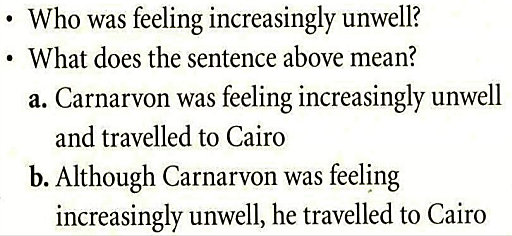 • Who was feeling increasingly unwell?
• What does the sentence above mean?
a. Carnarvon was feeling increasingly unwell
and travelled to Cairo
b. Although Carnarvon was feeling
increasingly unwell, he travelled to Cairo